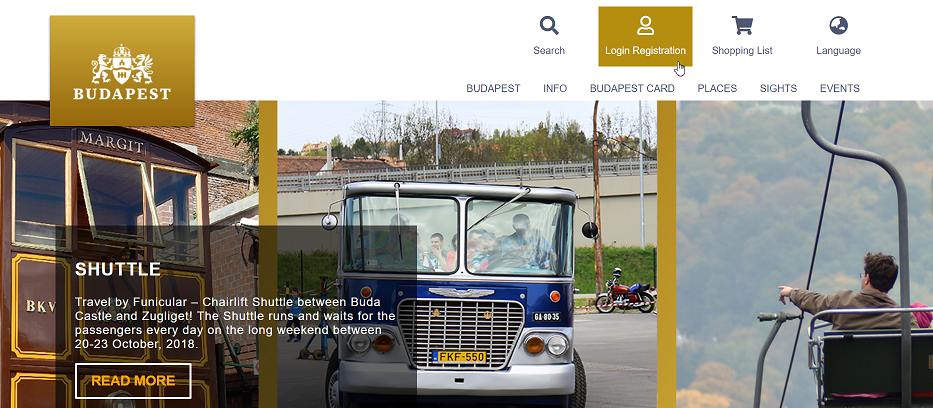 Search
Login Registration
Shopping List
Language
BUDAPEST
BUDAPEST
INFO
BUDAPEST CARD
PLACES
SIGHTS
EVENTS
MARGIT
BKV
SHUTTLE
Travel by Funicular – Chairlift Shuttle between Buda
Castle and Zugliget! The Shuttle runs and waits for the
passengers every day on the long weekend between
20-23 October, 2018.
READ MORE
GA 80-35
FKF-550